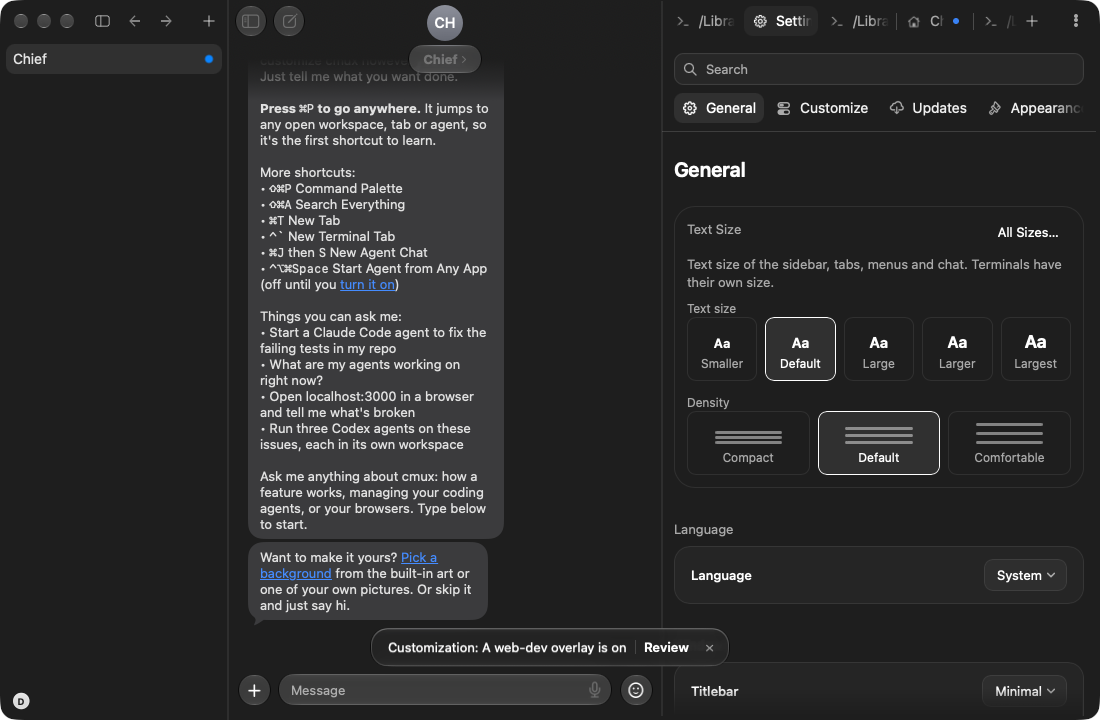 Chief
D
CH
Chief ›
Just tell me what you want done.
Press ⌘P to go anywhere. It jumps to
any open workspace, tab or agent, so
it's the first shortcut to learn.
More shortcuts:
• ⇧⌘P Command Palette
• ⇧⌘A Search Everything
• ⌘T New Tab
• ^` New Terminal Tab
• ⌘J then S New Agent Chat
• ^⌥⌘Space Start Agent from Any App
(off until you turn it on)
Things you can ask me:
• Start a Claude Code agent to fix the
failing tests in my repo
• What are my agents working on
right now?
• Open localhost:3000 in a browser
and tell me what's broken
• Run three Codex agents on these
issues, each in its own workspace
Ask me anything about cmux: how a
feature works, managing your coding
agents, or your browsers. Type below
to start.
Want to make it yours? Pick a
background from the built-in art or
one of your own pictures. Or skip it
and just say hi.
Customization: A web-dev overlay is on Review ×
Message
/Libra Settin /Libra Ch
Search
General Customize Updates Appearanc
General
Text Size
All Sizes...
Text size of the sidebar, tabs, menus and chat. Terminals have
their own size.
Text size
Aa Aa Aa Aa Aa
Smaller Default Large Larger Largest
Density
Compact Default Comfortable
Language
Language System
Titlebar Minimal